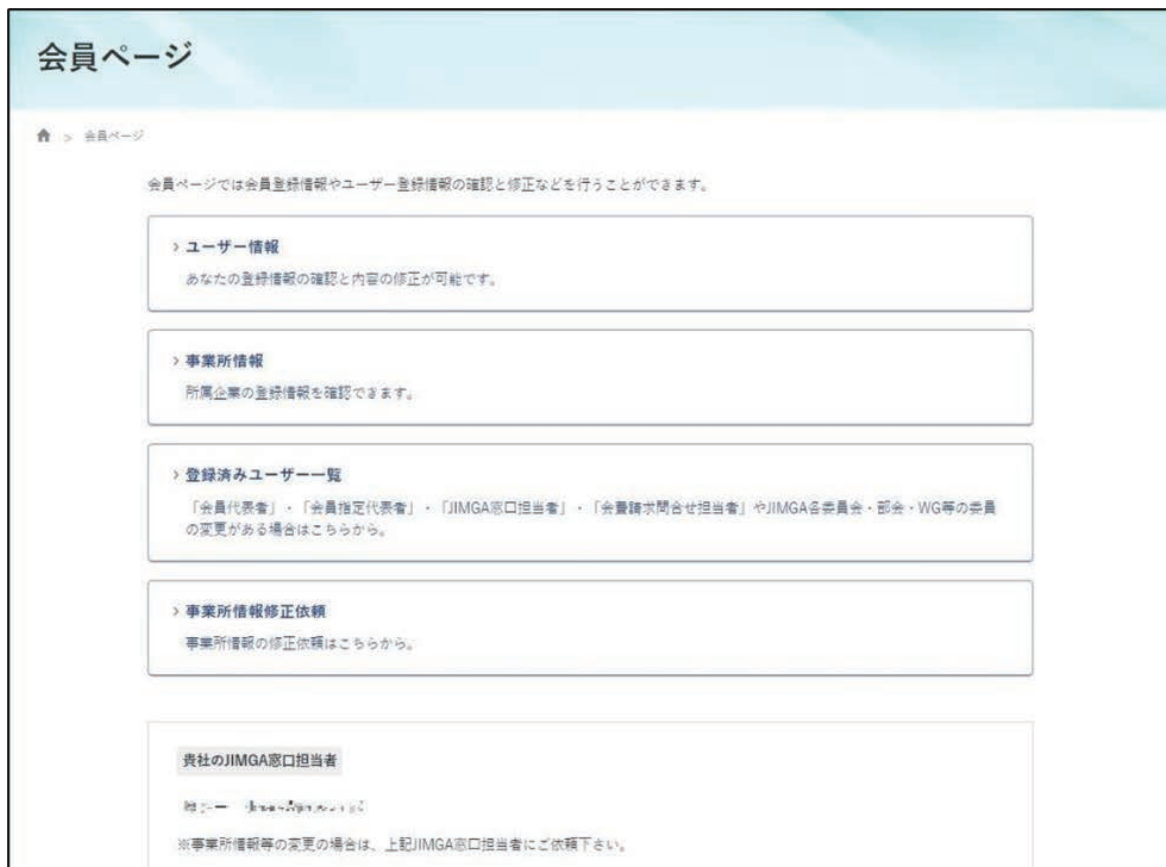 会員ページ
> 会員ページ
会員ページでは会員登録情報やユーザー登録情報の確認と修正などを行うことができます。
> ユーザー情報
あなたの登録情報の確認と内容の修正が可能です。
> 事業所情報
所属企業の登録情報を確認できます。
> 登録済みユーザー一覧
「会員代表者」・「会員指定代表者」・「JIMGA窓口担当者」・「会費請求問合せ担当者」やJIMGA各委員会・部会・WG等の委員
の変更がある場合はこちらから。
> 事業所情報修正依頼
事業所情報の修正依頼はこちらから。
貴社のJIMGA窓口担当者
※事業所情報等の変更の場合は、上記JIMGA窓口担当者にご依頼下さい。